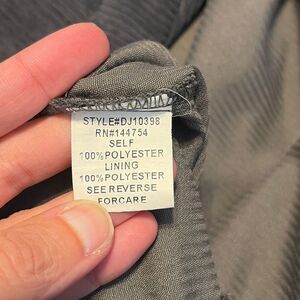 STYLE#DJ10398
RN#144754
SELF
100%POLYESTER
LINING
100%POLYESTER
SEE REVERSE
FORCARE